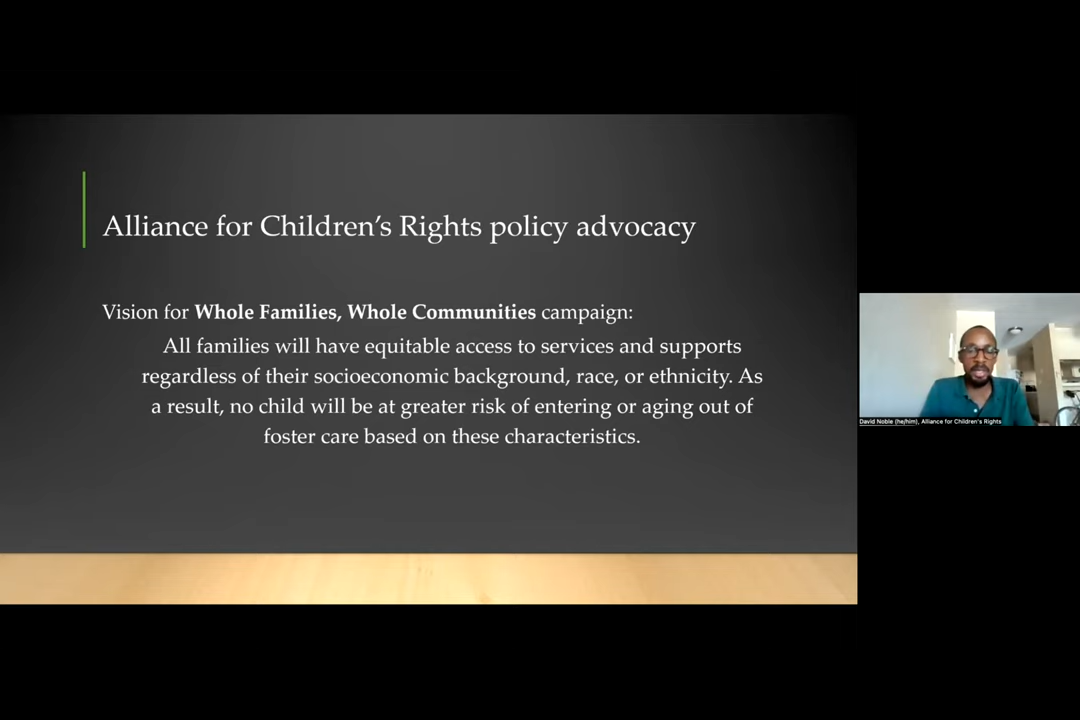 Alliance for Children’s Rights policy advocacy
Vision for Whole Families, Whole Communities campaign:
All families will have equitable access to services and supports
regardless of their socioeconomic background, race, or ethnicity. As
a result, no child will be at greater risk of entering or aging out of
foster care based on these characteristics.
David Noble (he/him), Alliance for Children's Rights